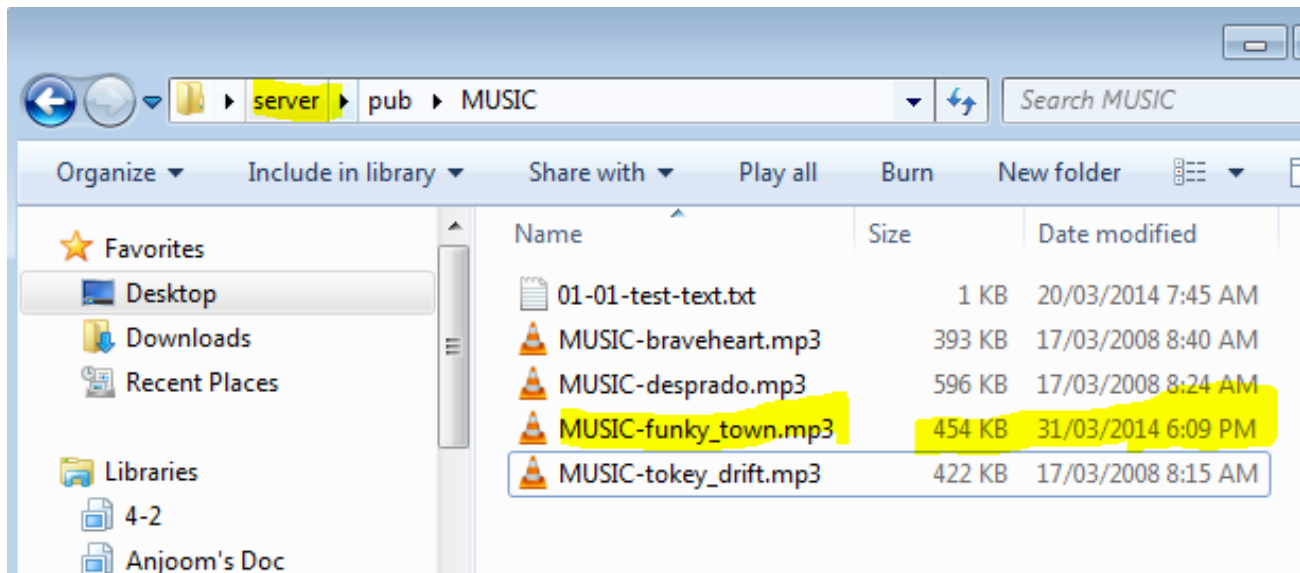 server pub MUSIC Search MUSIC
Organize Include in library Share with Play all Burn New folder
Favorites
Desktop
Downloads
Recent Places
Libraries
4-2
Anjoom's Doc
Name Size Date modified
01-01-test-text.txt 1 KB 20/03/2014 7:45 AM
MUSIC-braveheart.mp3 393 KB 17/03/2008 8:40 AM
MUSIC-desprado.mp3 596 KB 17/03/2008 8:24 AM
MUSIC-funky_town.mp3 454 KB 31/03/2014 6:09 PM
MUSIC-tokey_drift.mp3 422 KB 17/03/2008 8:15 AM